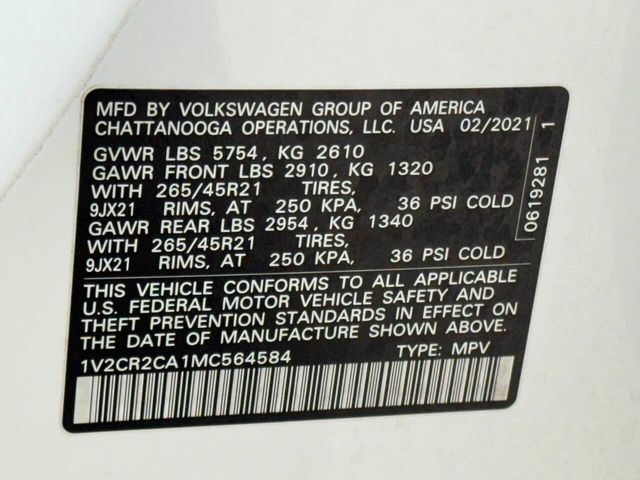 MFD BY VOLKSWAGEN GROUP OF AMERICA
CHATTANOOGA OPERATIONS, LLC. USA 02/2021
GVWR LBS 5754, KG 2610
GAWR FRONT LBS 2910, KG 1320
WITH 265/45R21 TIRES,
9JX21 RIMS, AT 250 KPA, 36 PSI COLD
GAWR REAR LBS 2954, KG 1340
WITH 265/45R21 TIRES,
9JX21 RIMS, AT 250 KPA, 36 PSI COLD
THIS VEHICLE CONFORMS TO ALL APPLICABLE
U.S. FEDERAL MOTOR VEHICLE SAFETY AND
THEFT PREVENTION STANDARDS IN EFFECT ON
THE DATE OF MANUFACTURE SHOWN ABOVE.
1V2CR2CA1MC564584 TYPE: MPV
0619281 1